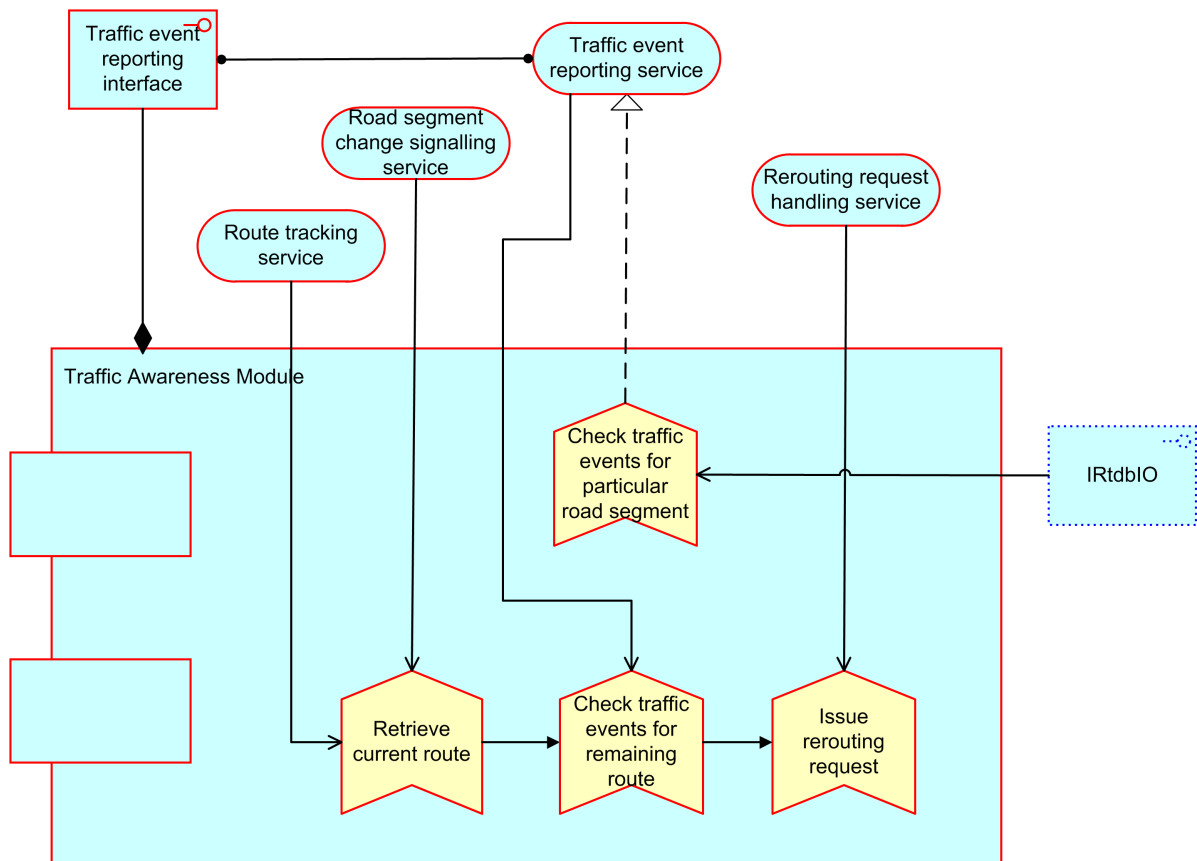 Traffic event
reporting
interface
Traffic event
reporting service
Road segment
change signalling
service
Rerouting request
handling service
Route tracking
service
Traffic Awareness Module
Check traffic
events for
particular
road segment
IRtdbIO
Retrieve
current route
Check traffic
events for
remaining
route
Issue
rerouting
request